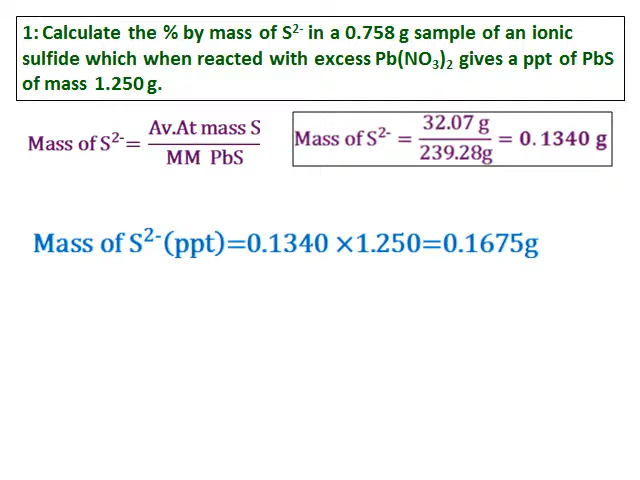 1: Calculate the % by mass of S²⁻ in a 0.758 g sample of an ionic
sulfide which when reacted with excess Pb(NO₃)₂ gives a ppt of PbS
of mass 1.250 g.
Mass of S²⁻= Av.At mass S / MM PbS
Mass of S²⁻ = 32.07 g / 239.28g = 0.1340 g
Mass of S²⁻(ppt)=0.1340 ×1.250=0.1675g